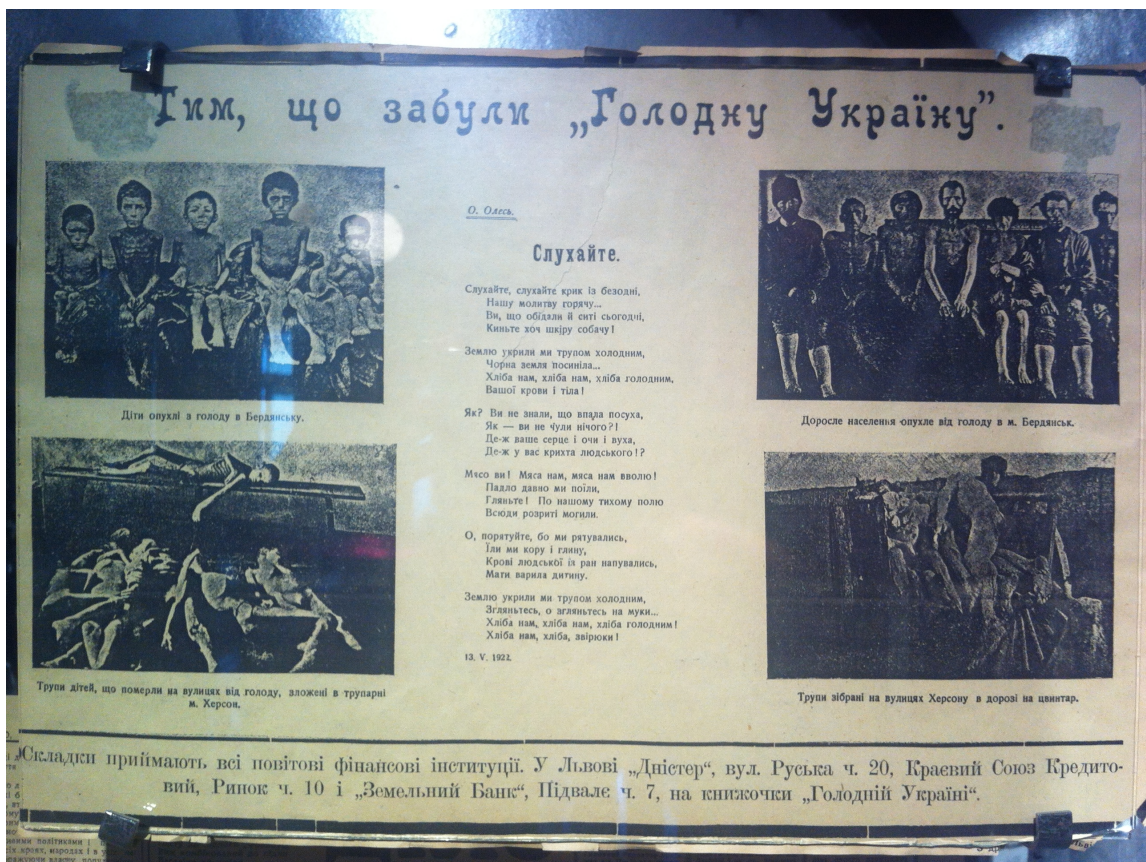 Тим, що забули „Голодну Україну".
О. Олесь.
Слухайте.
Слухайте, слухайте крик із безодні,
Нашу молитву горячу...
Ви, що обідали й ситі сьогодні,
Киньте хоч шкіру собачу!
Землю укрили ми трупом холодним,
Чорна земля посиніла...
Хліба нам, хліба нам, хліба голодним,
Вашої крови і тіла!
Як? Ви не знали, що впала посуха,
Як — ви не чули нічого?!
Де-ж ваше серце і очи і вуха,
Де-ж у вас крихта людського!?
Мясо ви! Мяса нам, мяса нам вволю!
Падло давно ми поїли,
Гляньте! По нашому тихому полю
Всюди розриті могили.
О, порятуйте, бо ми рятувались,
Їли ми кору і глину,
Крові людської із ран напувались,
Мати варила дитину.
Землю укрили ми трупом холодним,
Згляньтесь, о згляньтесь на муки...
Хліба нам, хліба нам, хліба голодним!
Хліба нам, хліба, звірюки!
13. V. 1922.
Діти опухлі з голоду в Бердянську.
Доросле населення опухле від голоду в м. Бердянськ.
Трупи дітей, що померли на вулицях від голоду, зложені в трупарні
м. Херсон.
Трупи зібрані на вулицях Херсону в дорозі на цвинтар.
Складки приймають всі повітові фінансові інституції. У Львові „Дністер", вул. Руська ч. 20, Краєвий Союз Кредито-
вий, Ринок ч. 10 і „Земельний Банк", Підвалє ч. 7, на книжочки „Голодній Україні".